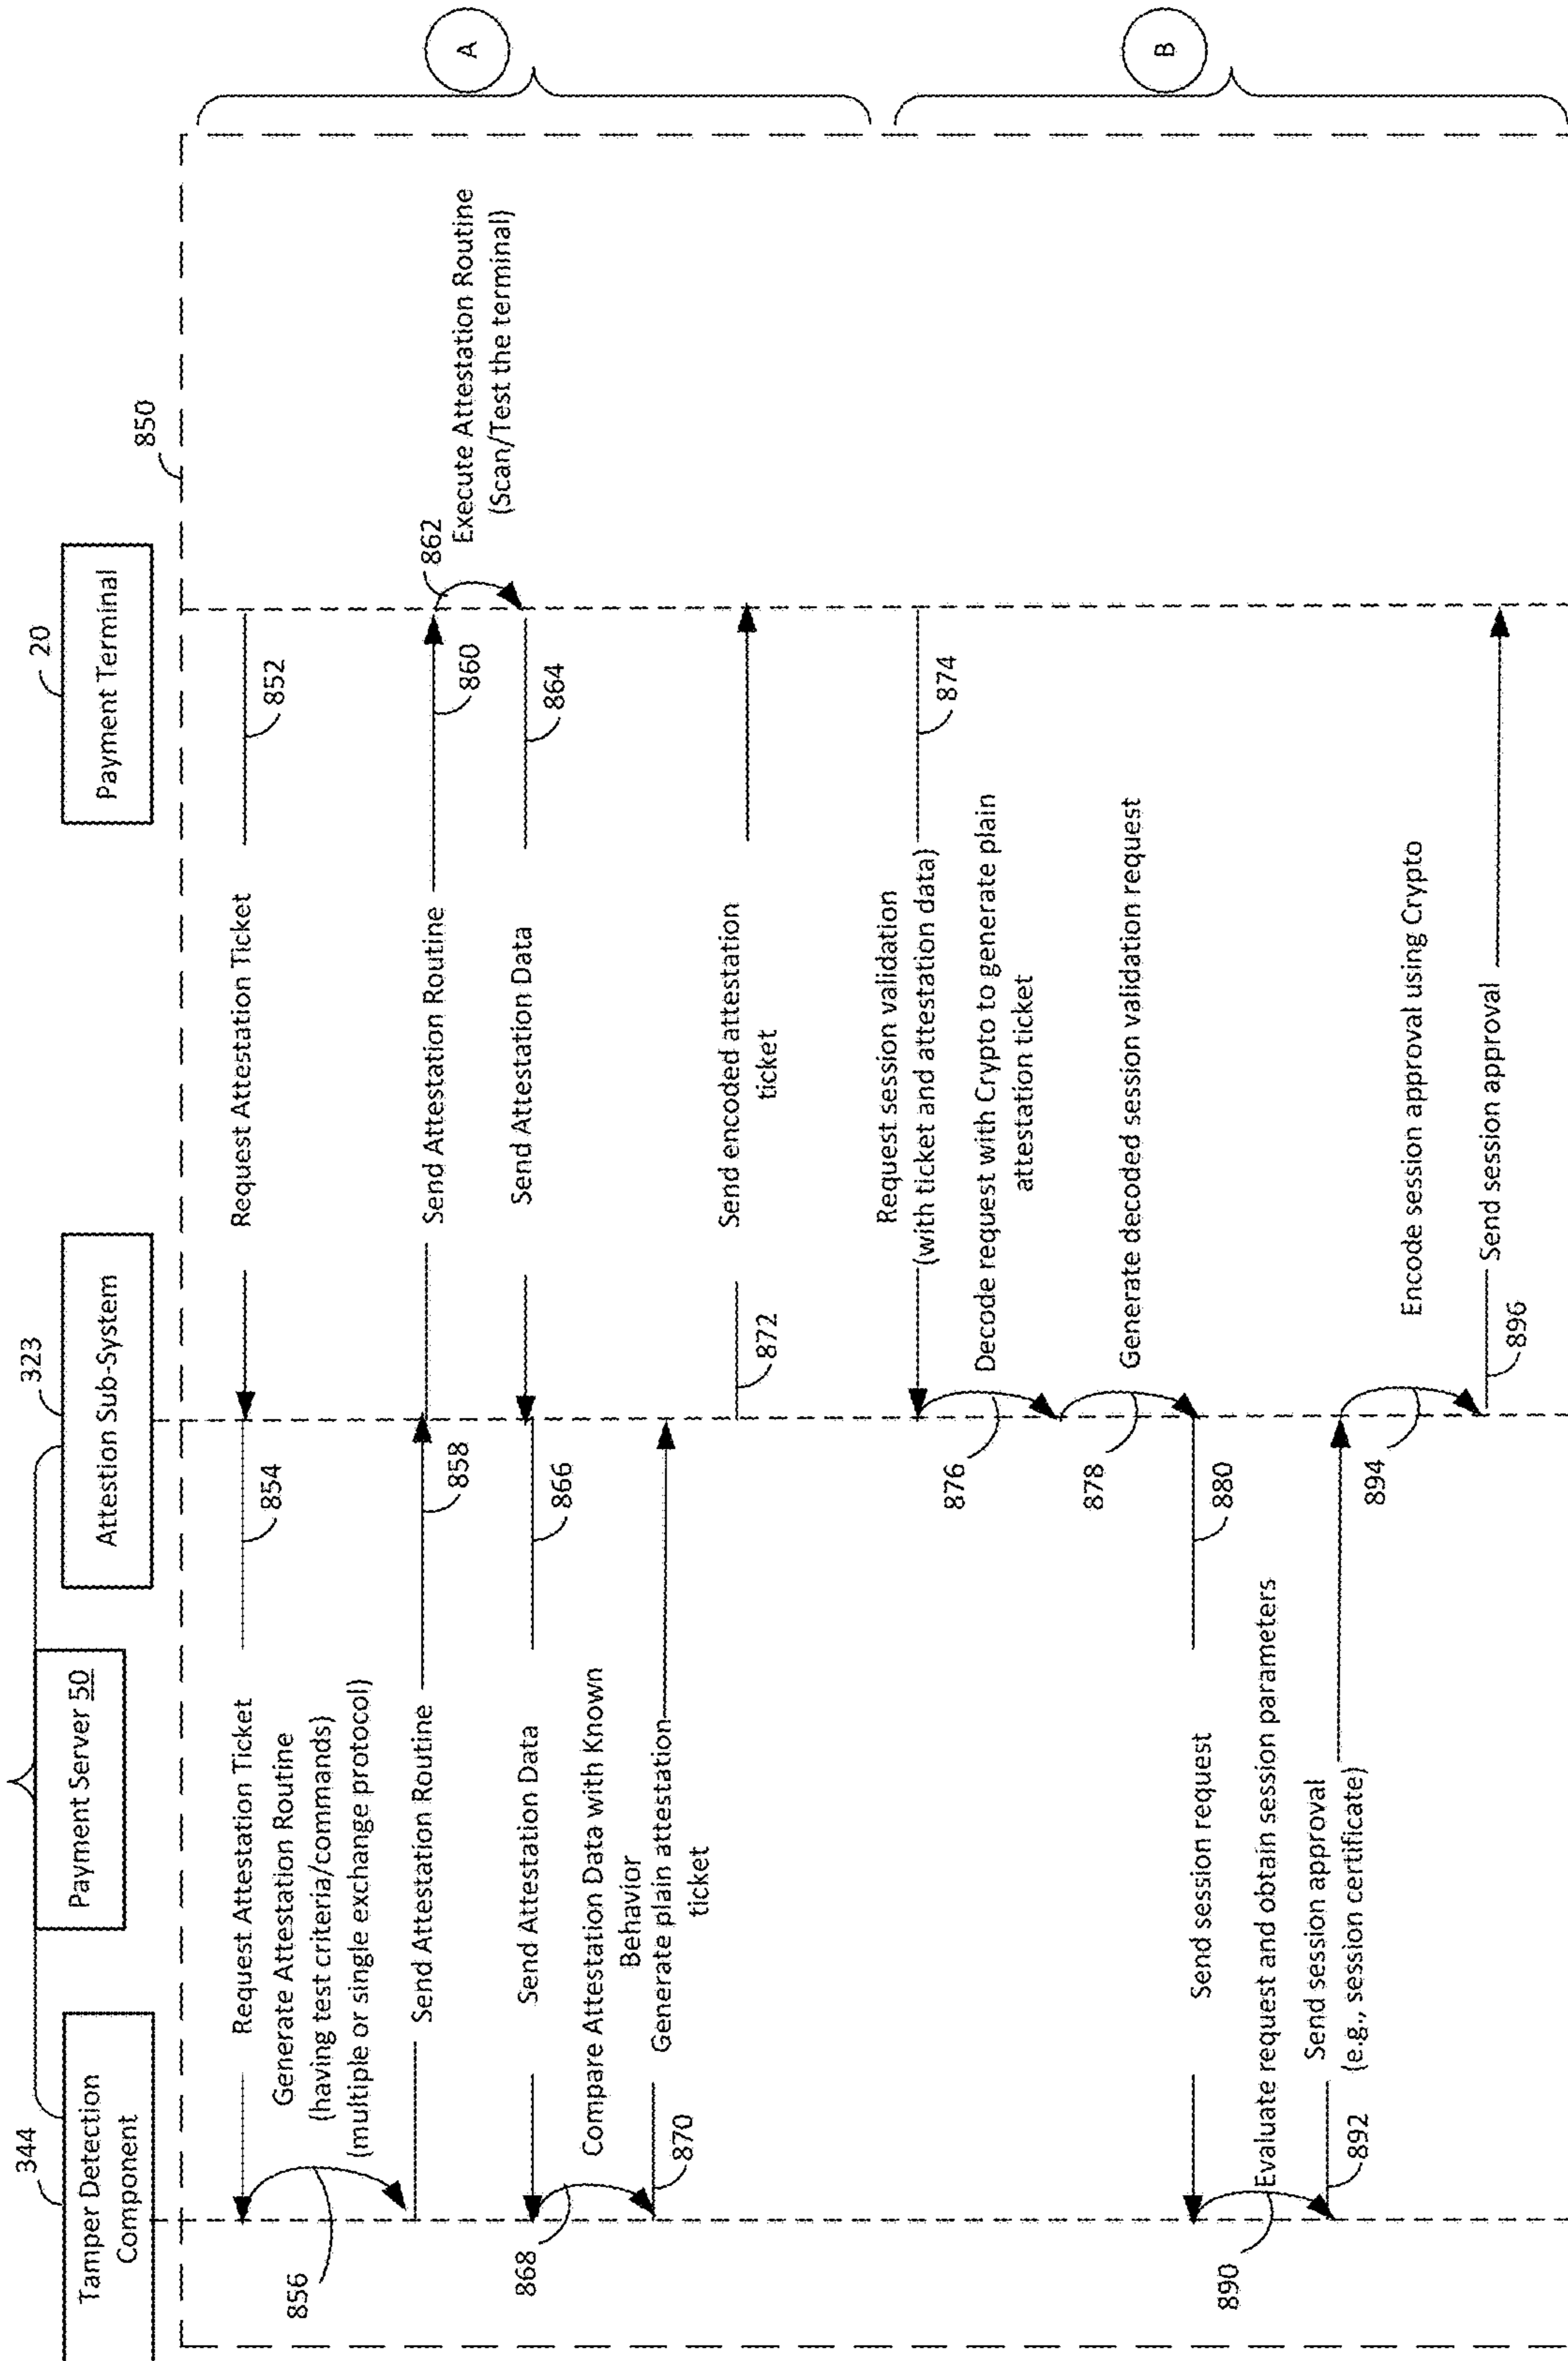 344
Tamper Detection
Component
Payment Server 50
323
Attestion Sub-System
20
Payment Terminal
850
Request Attestation Ticket
854
Request Attestation Ticket
852
856
Generate Attestation Routine
(having test criteria/commands)
(multiple or single exchange protocol)
Send Attestation Routine
858
Send Attestation Routine
860
862
Execute Attestation Routine
(Scan/Test the terminal)
Send Attestation Data
866
Send Attestation Data
864
868
Compare Attestation Data with Known
Behavior
870
Generate plain attestation
ticket
872
Send encoded attestation
ticket
A
Request session validation
(with ticket and attestation data)
874
876
Decode request with Crypto to generate plain
attestation ticket
878
Generate decoded session validation request
Send session request
880
890
Evaluate request and obtain session parameters
892
Send session approval
(e.g., session certificate)
894
Encode session approval using Crypto
896
Send session approval
B